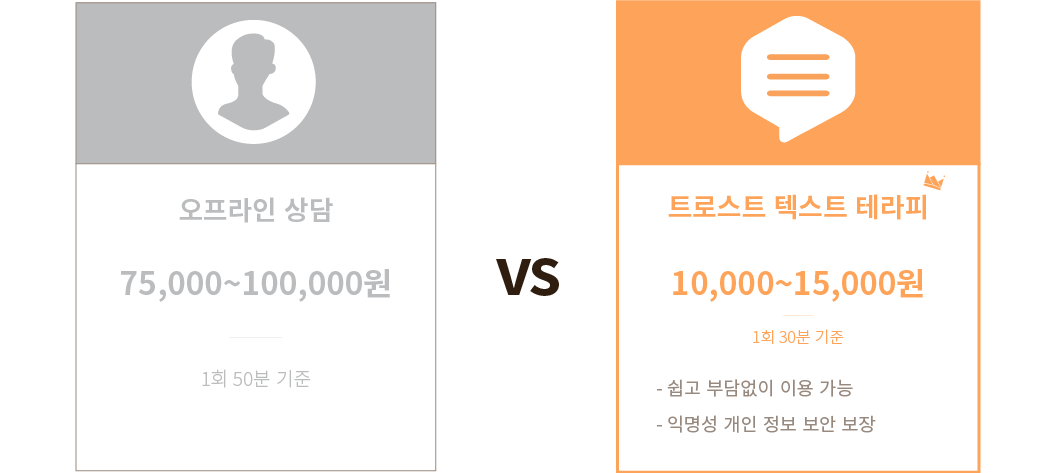 오프라인 상담
75,000~100,000원
1회 50분 기준
VS
트로스트 텍스트 테라피
10,000~15,000원
1회 30분 기준
- 쉽고 부담없이 이용 가능
- 익명성 개인 정보 보안 보장